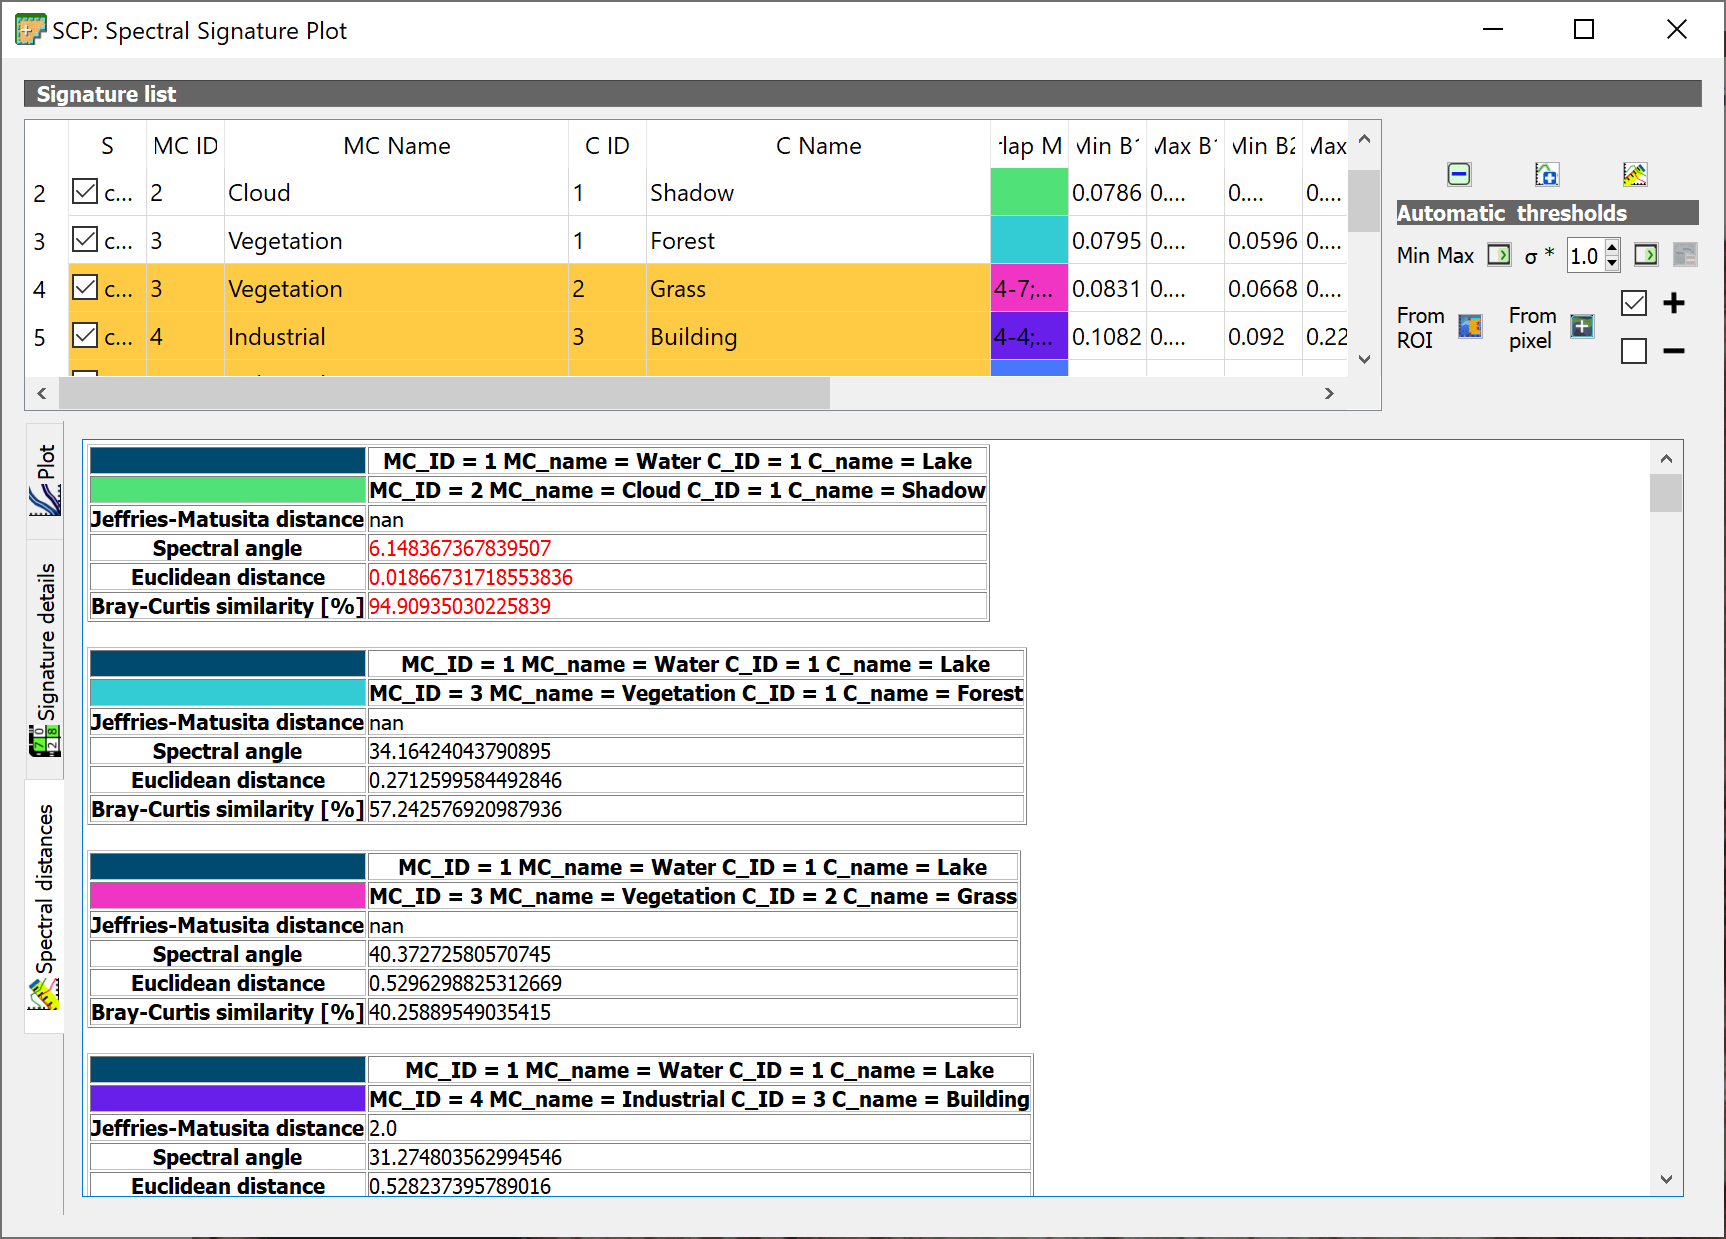 SCP: Spectral Signature Plot
Signature list
S MC ID MC Name C ID C Name rlap M Min B1 Max B1 Min B2 Max
2 c... 2 Cloud 1 Shadow 0.0786 0.... 0.... 0....
3 c... 3 Vegetation 1 Forest 0.0795 0.... 0.0596 0....
4 c... 3 Vegetation 2 Grass 4-7;... 0.0831 0.... 0.0668 0....
5 c... 4 Industrial 3 Building 4-4;... 0.1082 0.... 0.092 0.22
Automatic thresholds
Min Max σ * 1.0
From ROI From pixel
Plot
Signature details
Spectral distances
MC_ID = 1 MC_name = Water C_ID = 1 C_name = Lake
MC_ID = 2 MC_name = Cloud C_ID = 1 C_name = Shadow
Jeffries-Matusita distance nan
Spectral angle 6.148367367839507
Euclidean distance 0.01866731718553836
Bray-Curtis similarity [%] 94.90935030225839
MC_ID = 1 MC_name = Water C_ID = 1 C_name = Lake
MC_ID = 3 MC_name = Vegetation C_ID = 1 C_name = Forest
Jeffries-Matusita distance nan
Spectral angle 34.16424043790895
Euclidean distance 0.2712599584492846
Bray-Curtis similarity [%] 57.242576920987936
MC_ID = 1 MC_name = Water C_ID = 1 C_name = Lake
MC_ID = 3 MC_name = Vegetation C_ID = 2 C_name = Grass
Jeffries-Matusita distance nan
Spectral angle 40.37272580570745
Euclidean distance 0.5296298825312669
Bray-Curtis similarity [%] 40.25889549035415
MC_ID = 1 MC_name = Water C_ID = 1 C_name = Lake
MC_ID = 4 MC_name = Industrial C_ID = 3 C_name = Building
Jeffries-Matusita distance 2.0
Spectral angle 31.274803562994546
Euclidean distance 0.528237395789016